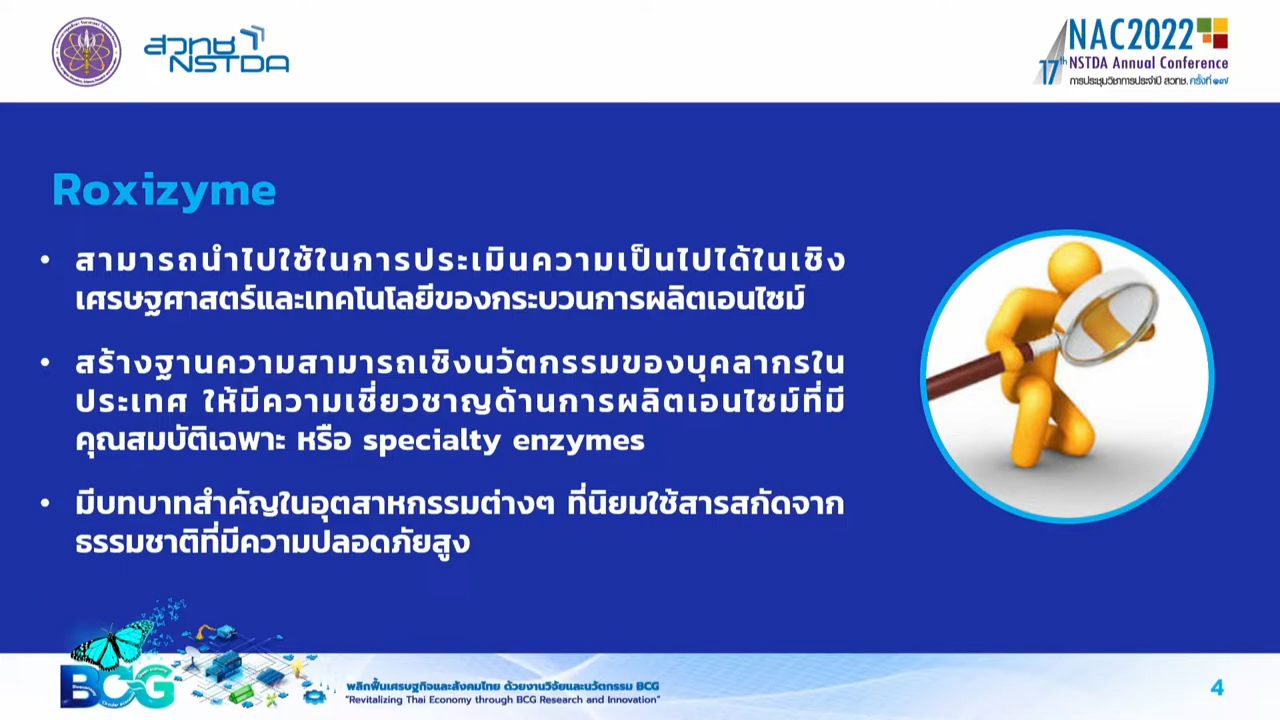 สวทช
NSTDA
NAC2022
17th NSTDA Annual Conference
การประชุมวิชาการประจำปี สวทช. ครั้งที่ ๑๗
Roxizyme
• สามารถนำไปใช้ในการประเมินความเป็นไปได้ในเชิง
เศรษฐศาสตร์และเทคโนโลยีของกระบวนการผลิตเอนไซม์
• สร้างฐานความสามารถเชิงนวัตกรรมของบุคลากรใน
ประเทศ ให้มีความเชี่ยวชาญด้านการผลิตเอนไซม์ที่มี
คุณสมบัติเฉพาะ หรือ specialty enzymes
• มีบทบาทสำคัญในอุตสาหกรรมต่างๆ ที่นิยมใช้สารสกัดจาก
ธรรมชาติที่มีความปลอดภัยสูง
BCG
พลิกฟื้นเศรษฐกิจและสังคมไทย ด้วยงานวิจัยและนวัตกรรม BCG
"Revitalizing Thai Economy through BCG Research and Innovation"
4